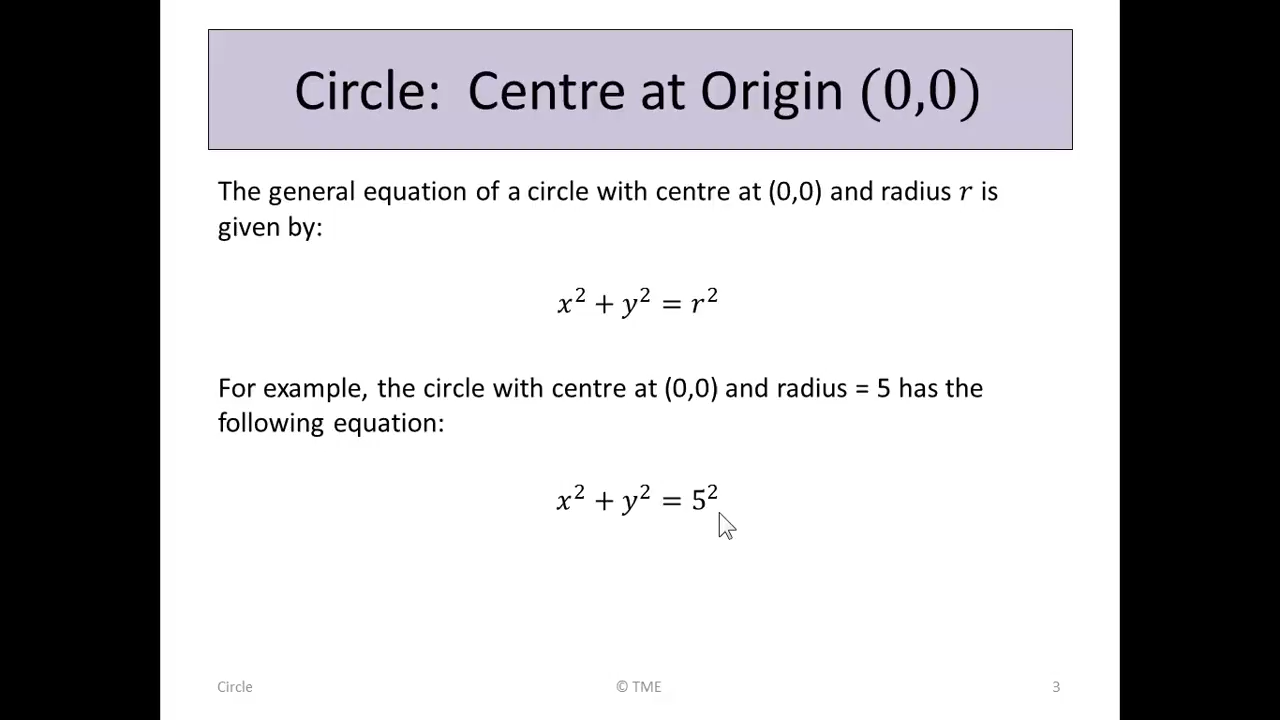 Circle: Centre at Origin (0,0)
The general equation of a circle with centre at (0,0) and radius r is
given by:
x² + y² = r²
For example, the circle with centre at (0,0) and radius = 5 has the
following equation:
x² + y² = 5²
Circle © TME 3